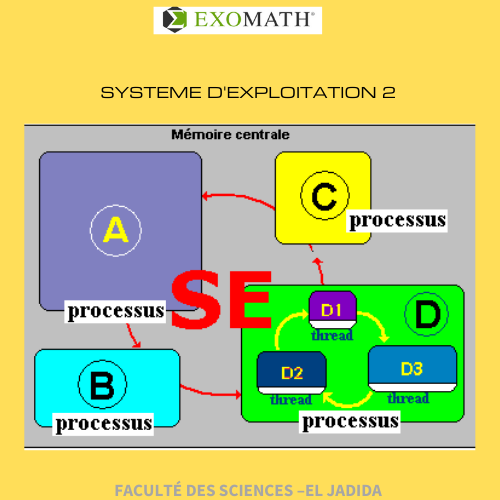 EXOMATH®
SYSTEME D'EXPLOITATION 2
Mémoire centrale
A
processus
C
processus
SE
B
processus
D
D1
thread
D2
thread
D3
thread
processus
FACULTÉ DES SCIENCES –EL JADIDA